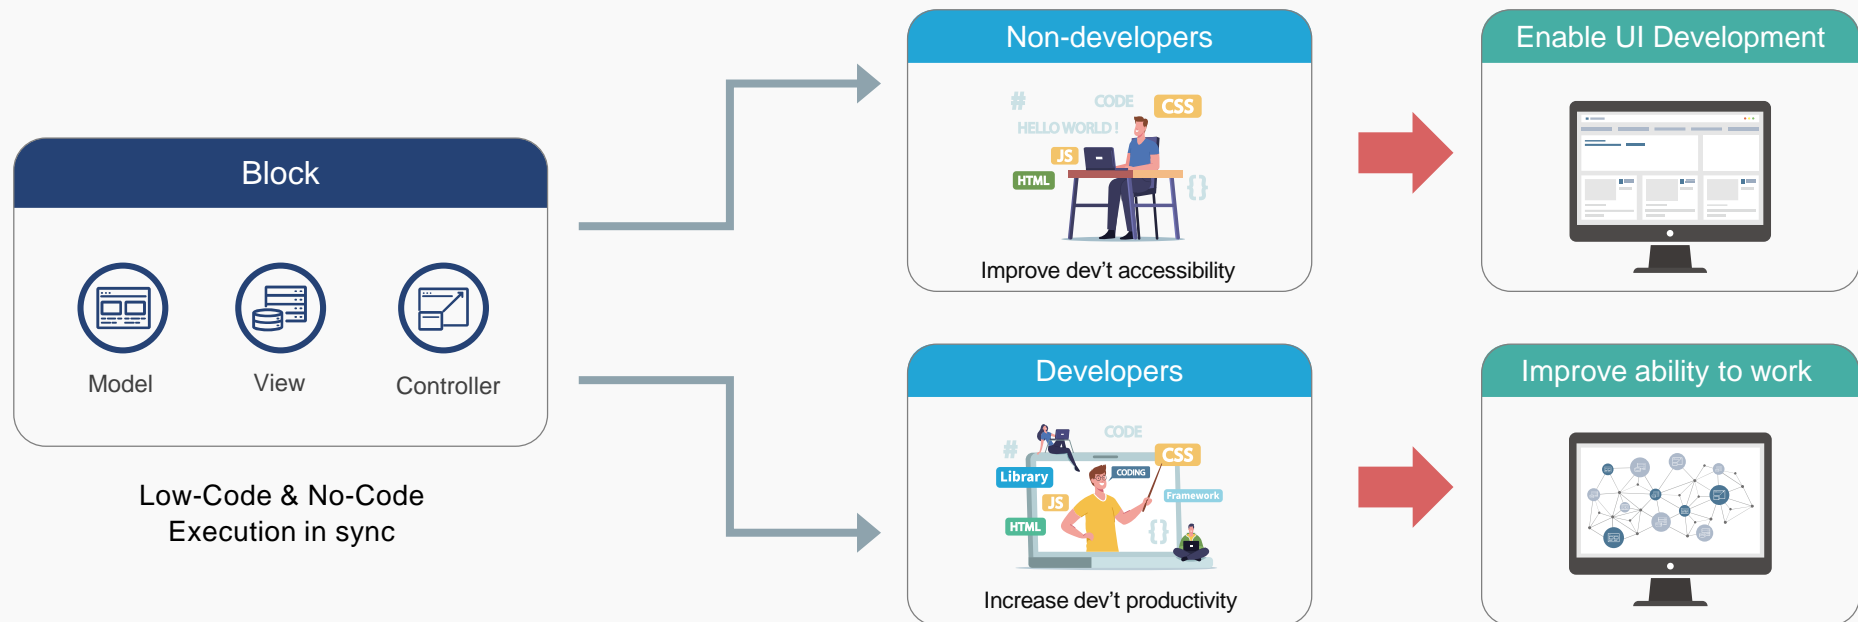 Block
Model
View
Controller
Low-Code & No-Code
Execution in sync
Non-developers
#
CODE
CSS
HELLO WORLD !
JS
HTML
{}
Improve dev't accessibility
Enable UI Development
Developers
#
CODE
CSS
Library
CODING
JS
Framework
HTML
{}
Increase dev't productivity
Improve ability to work